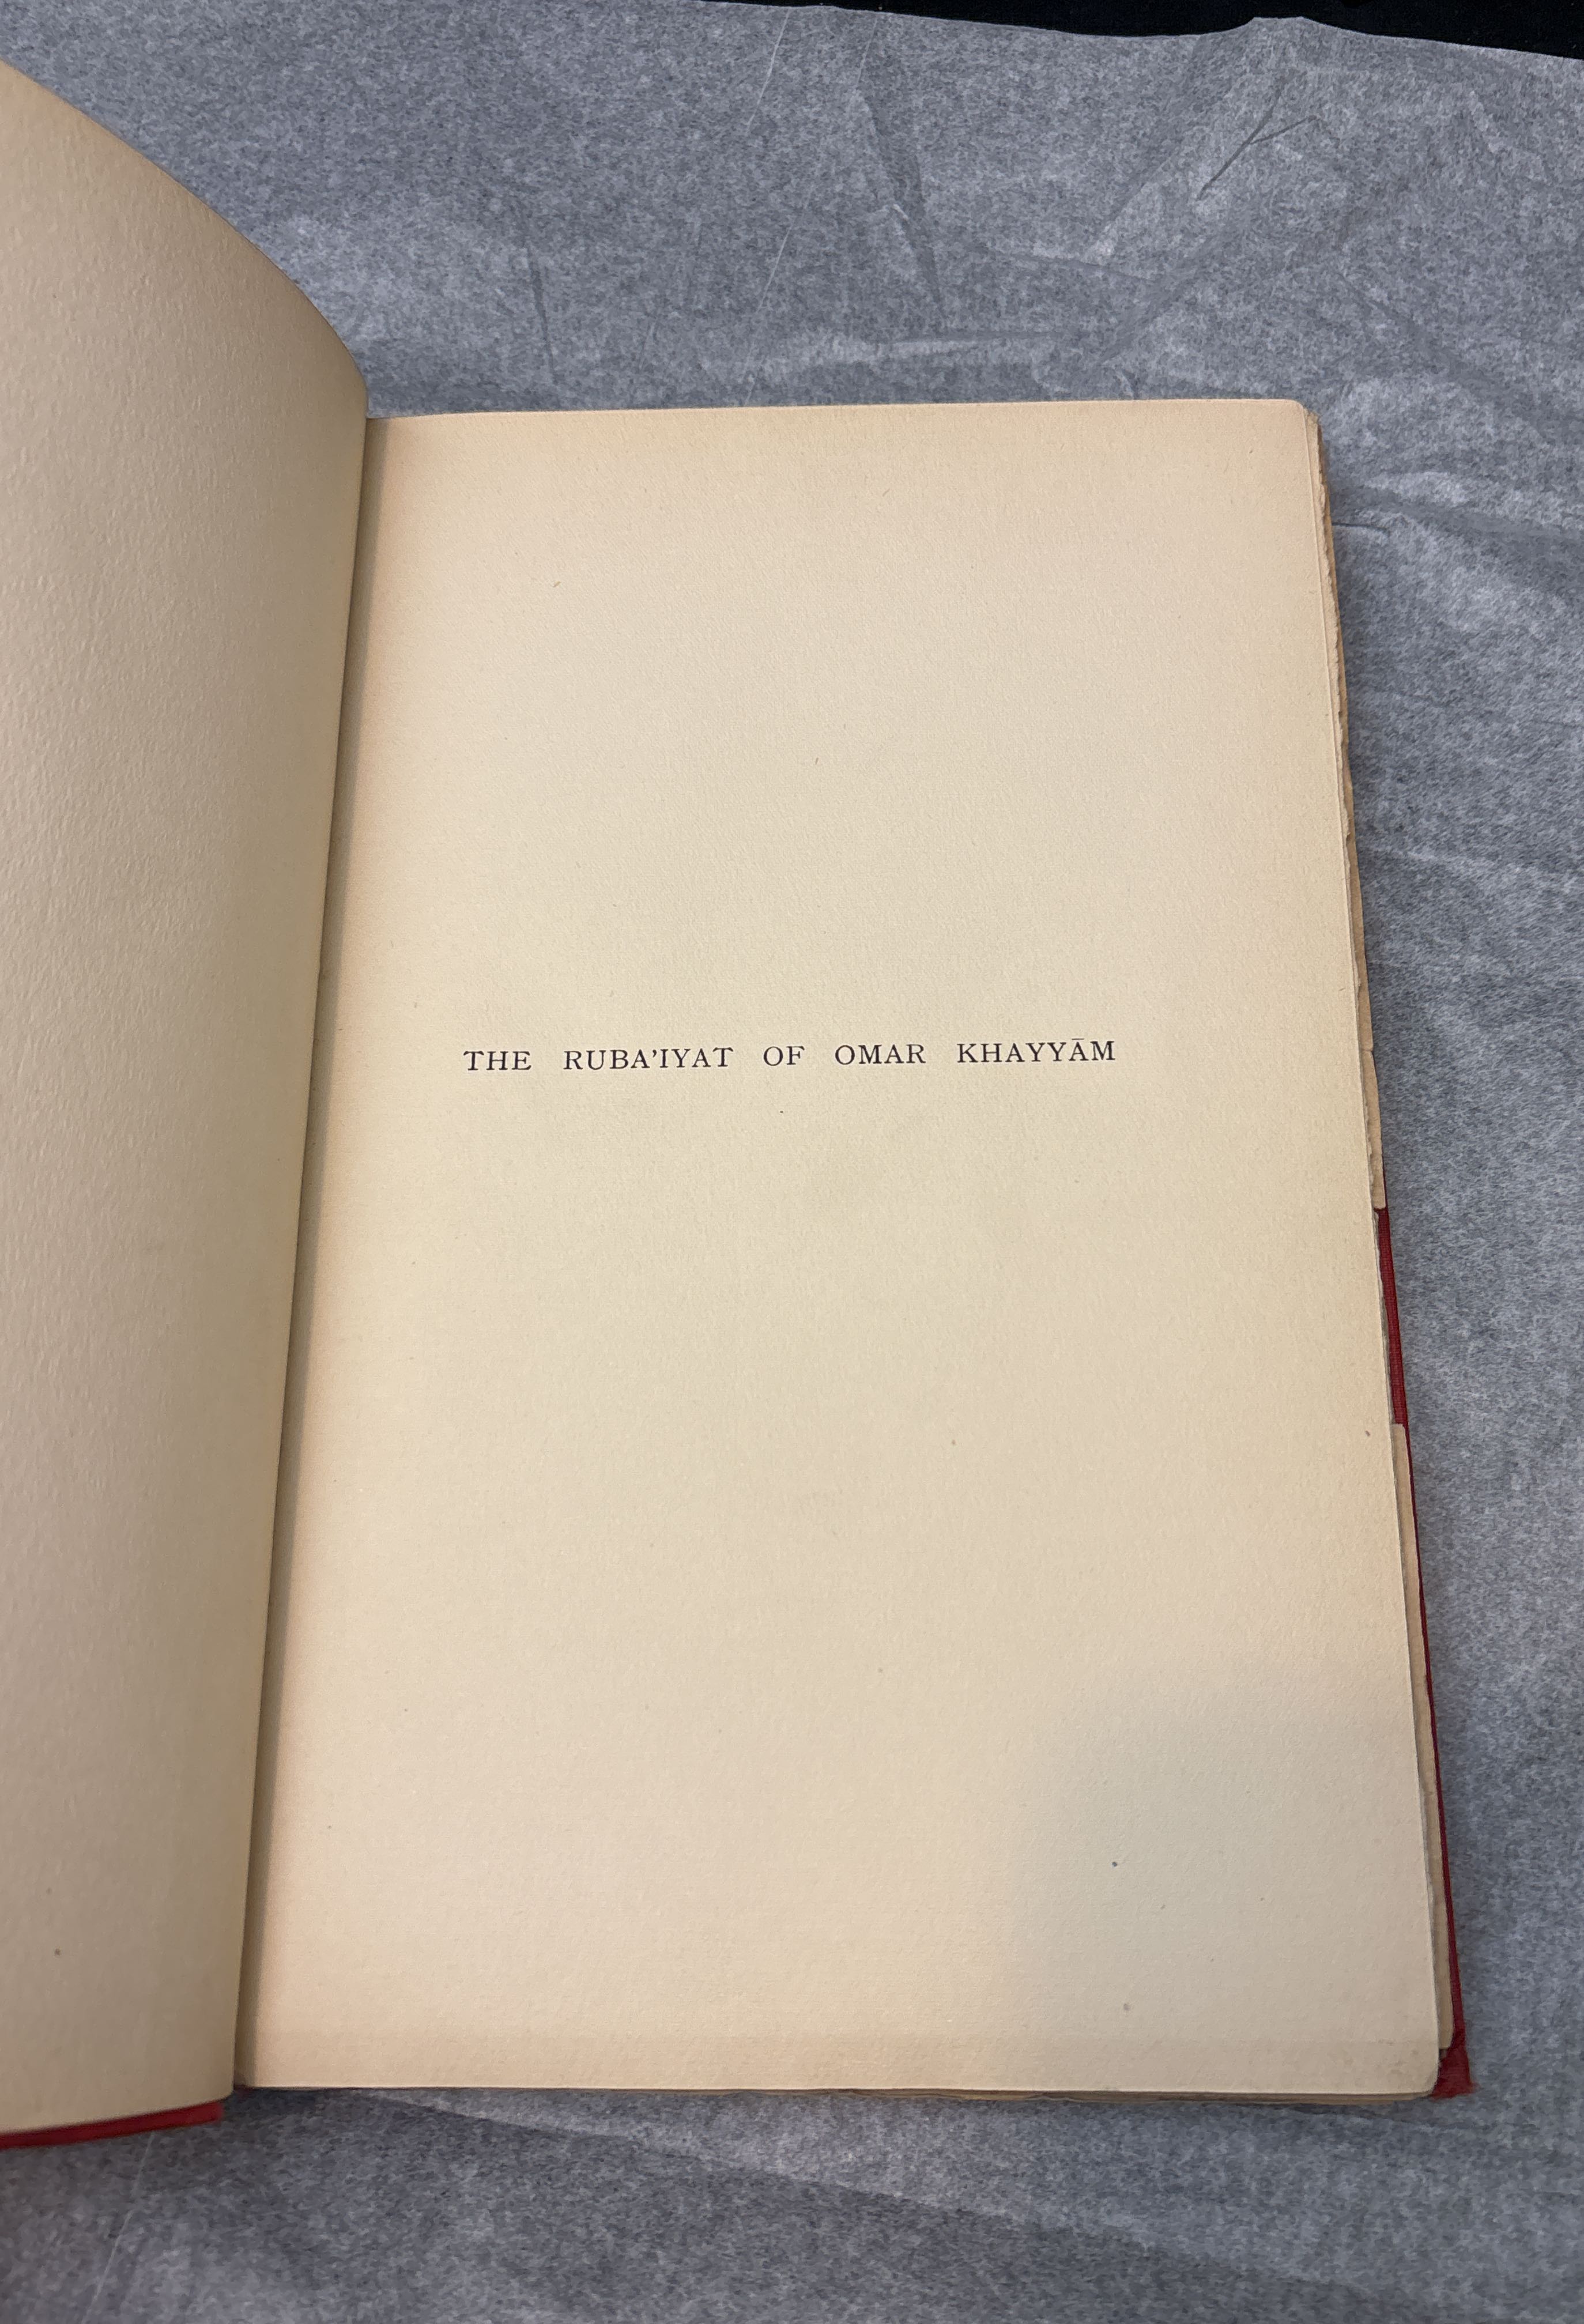 THE RUBA'IYAT OF OMAR KHAYYĀM